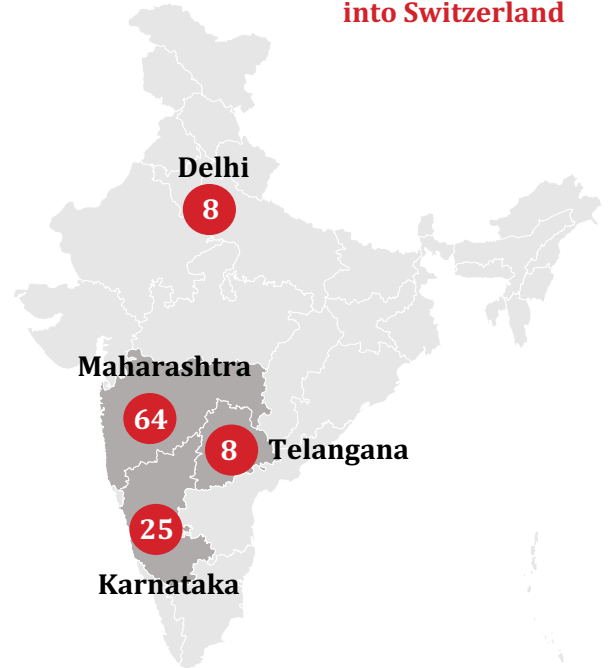 into Switzerland
Delhi
8
Maharashtra
64
8
Telangana
25
Karnataka